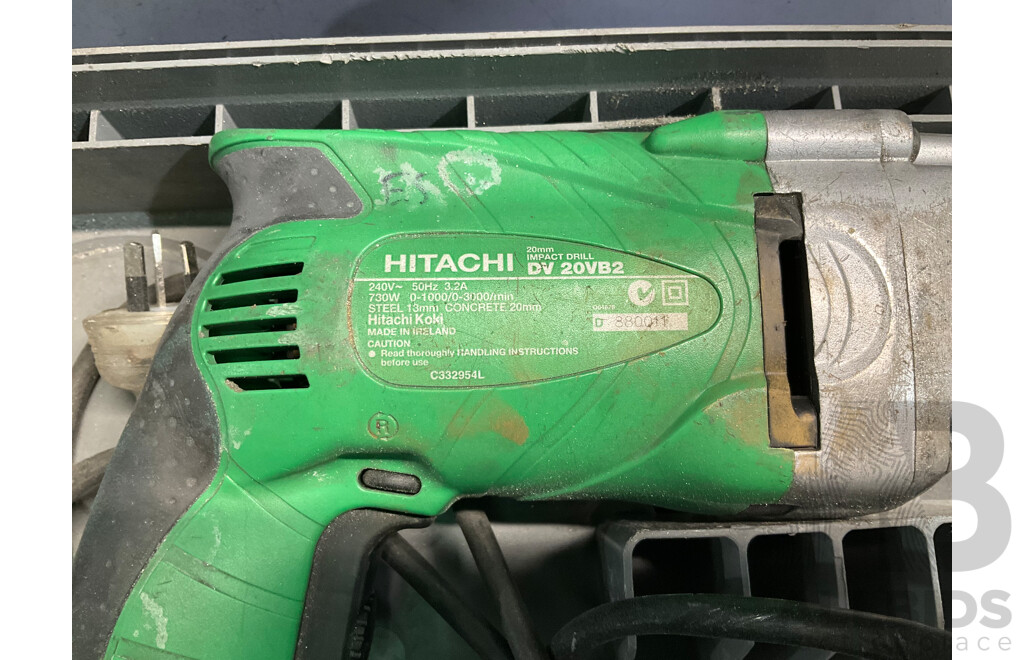 ES
HITACHI
20mm
IMPACT DRILL
DV 20VB2
240V~ 50Hz 3.2A
730W 0-1000/0-3000/min
STEEL 13mm CONCRETE 20mm
Hitachi Koki
MADE IN IRELAND
D 880011
CAUTION
● Read thoroughly HANDLING INSTRUCTIONS
before use
C332954L
R
B